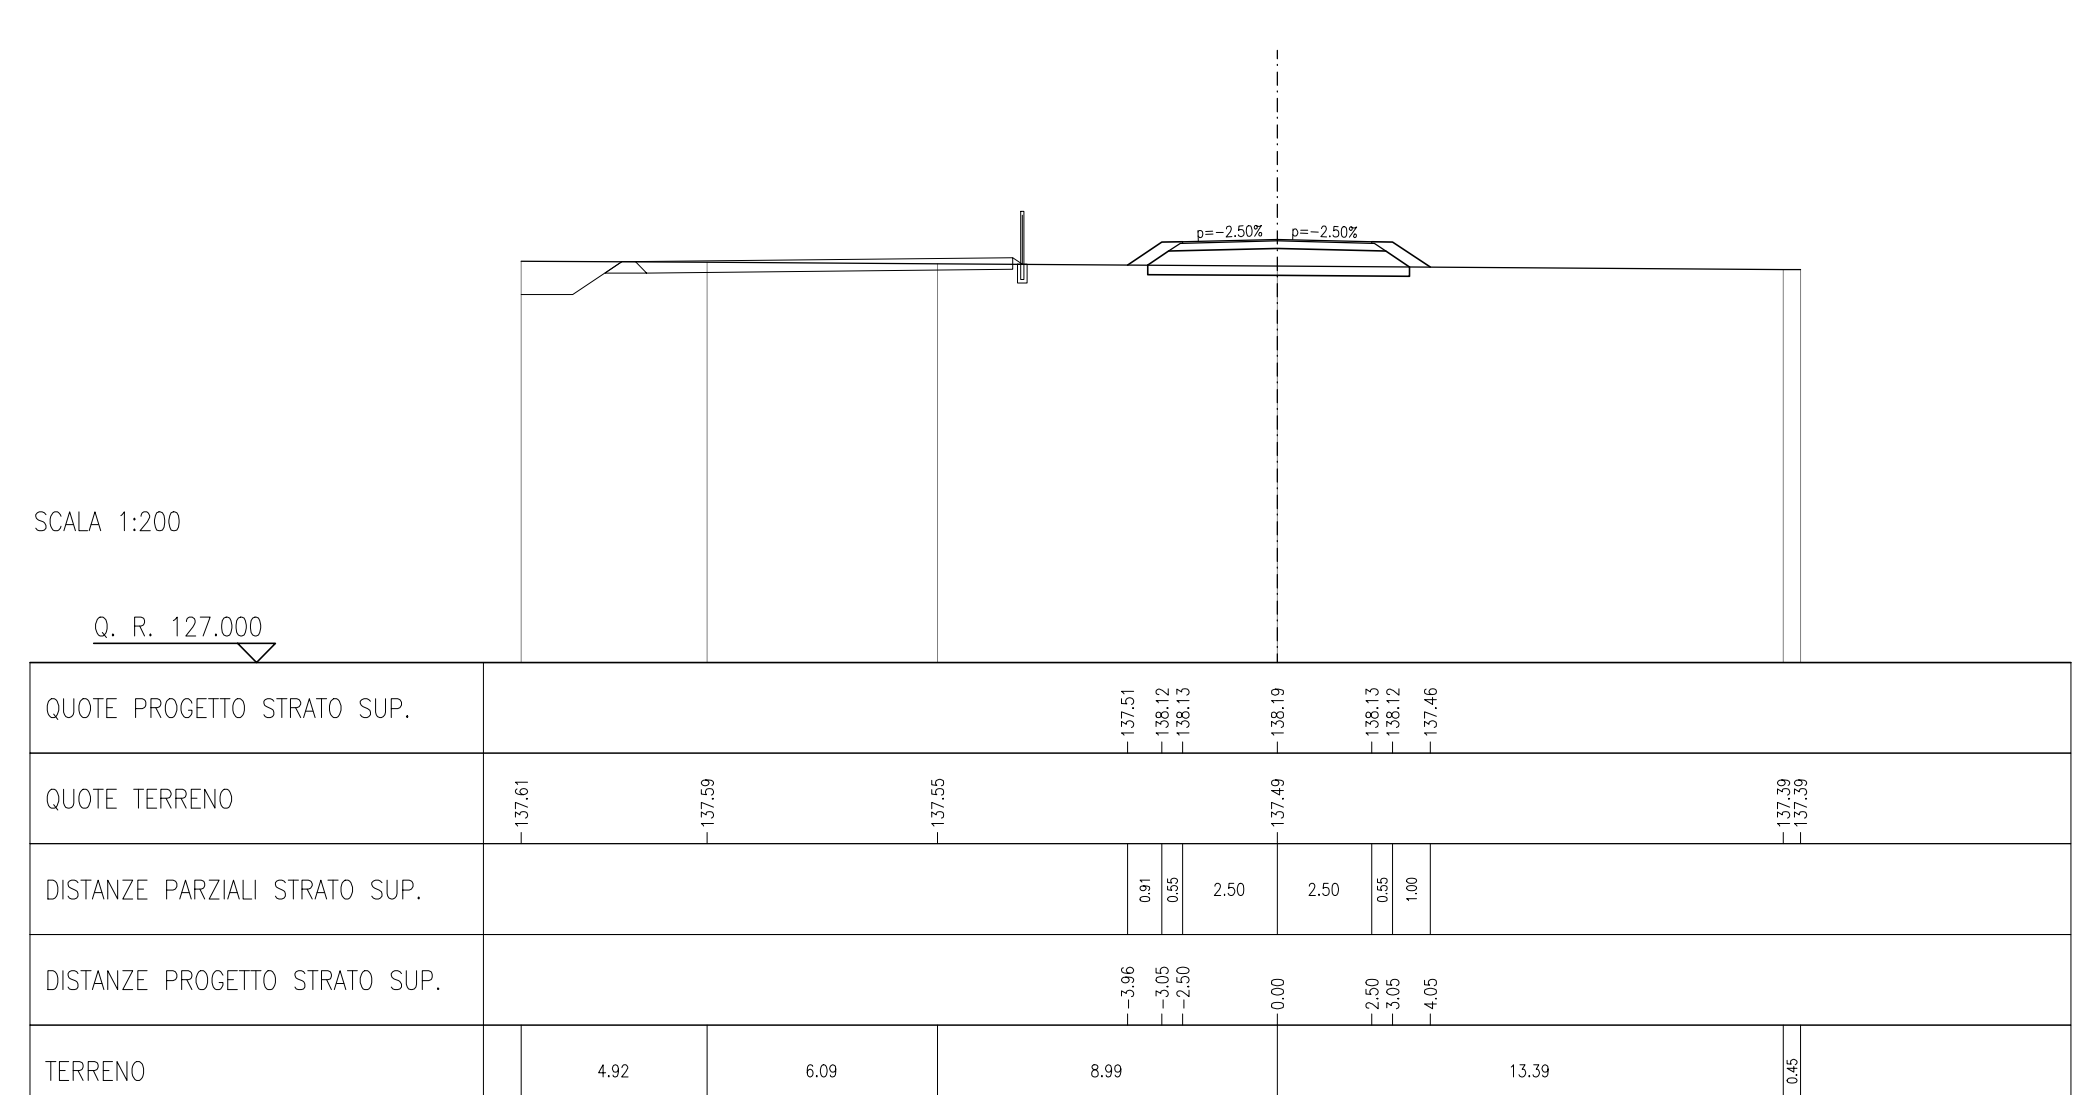 p=-2.50% p=-2.50%
SCALA 1:200
Q. R. 127.000
QUOTE PROGETTO STRATO SUP. 137.51 138.12 138.13 138.19 138.13 138.12 137.46
QUOTE TERRENO 137.61 137.59 137.55 137.49 137.39 137.39
DISTANZE PARZIALI STRATO SUP. 0.91 0.55 2.50 2.50 0.55 1.00
DISTANZE PROGETTO STRATO SUP. -3.96 -3.05 -2.50 0.00 2.50 3.05 4.05
TERRENO 4.92 6.09 8.99 13.39 0.45